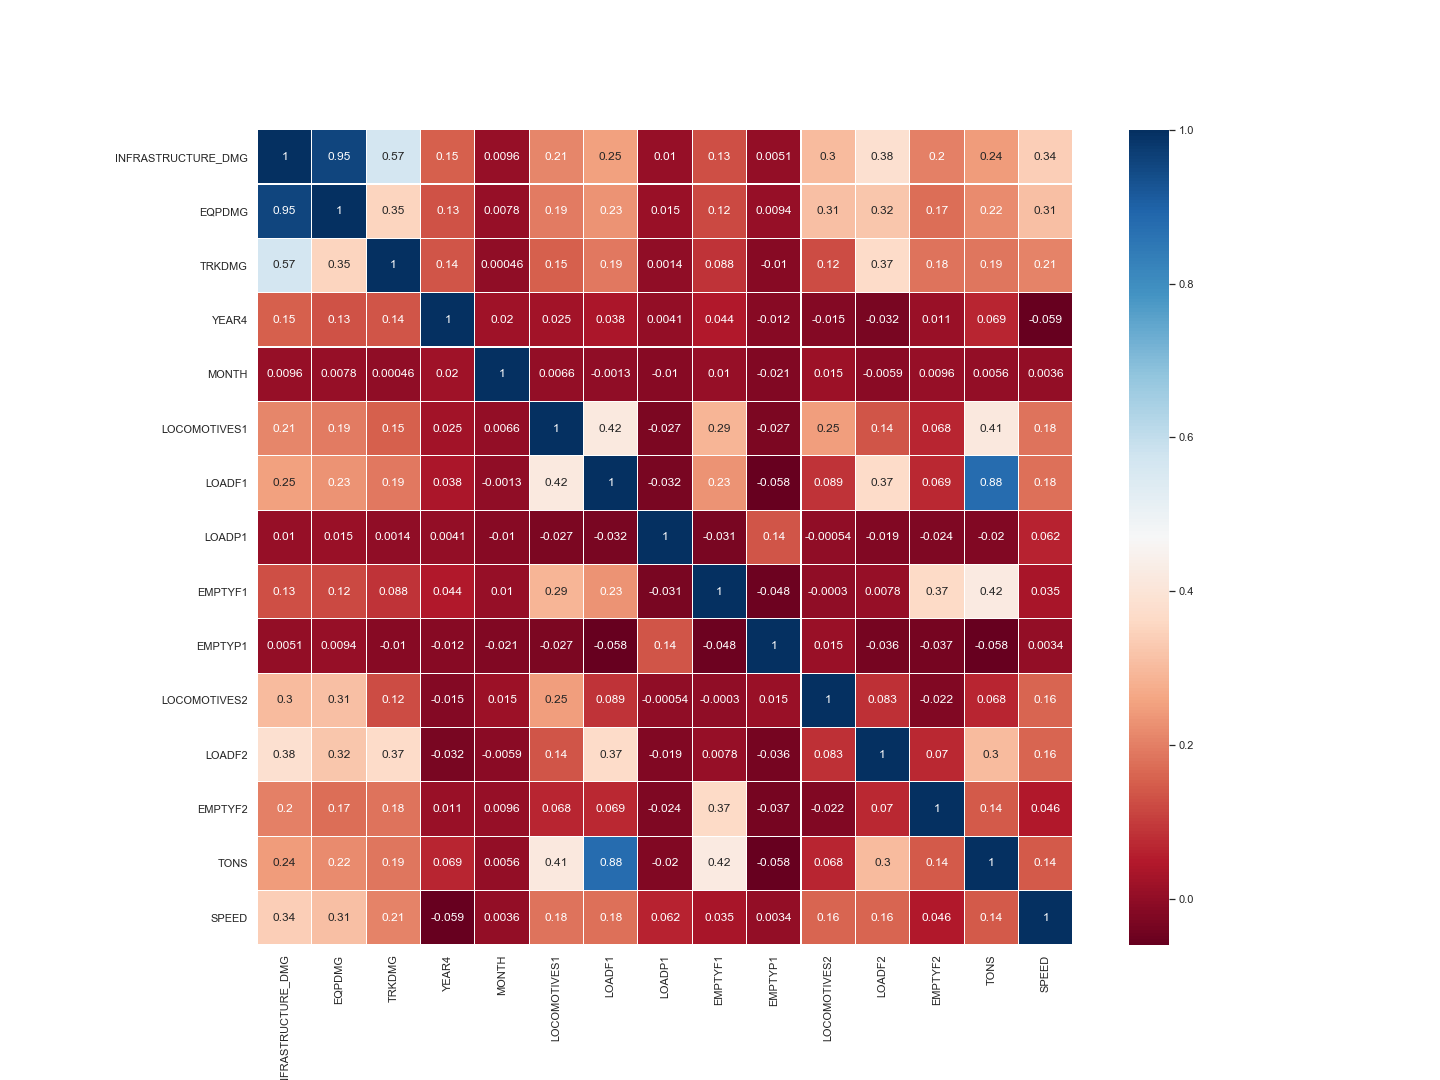 INFRASTRUCTURE_DMG 1 0.95 0.57 0.15 0.0096 0.21 0.25 0.01 0.13 0.0051 0.3 0.38 0.2 0.24 0.34
EQPDMG 0.95 1 0.35 0.13 0.0078 0.19 0.23 0.015 0.12 0.0094 0.31 0.32 0.17 0.22 0.31
TRKDMG 0.57 0.35 1 0.14 0.00046 0.15 0.19 0.0014 0.088 -0.01 0.12 0.37 0.18 0.19 0.21
YEAR4 0.15 0.13 0.14 1 0.02 0.025 0.038 0.0041 0.044 -0.012 -0.015 -0.032 0.011 0.069 -0.059
MONTH 0.0096 0.0078 0.00046 0.02 1 0.0066 -0.0013 -0.01 0.01 -0.021 0.015 -0.0059 0.0096 0.0056 0.0036
LOCOMOTIVES1 0.21 0.19 0.15 0.025 0.0066 1 0.42 -0.027 0.29 -0.027 0.25 0.14 0.068 0.41 0.18
LOADF1 0.25 0.23 0.19 0.038 -0.0013 0.42 1 -0.032 0.23 -0.058 0.089 0.37 0.069 0.88 0.18
LOADP1 0.01 0.015 0.0014 0.0041 -0.01 -0.027 -0.032 1 -0.031 0.14 -0.00054 -0.019 -0.024 -0.02 0.062
EMPTYF1 0.13 0.12 0.088 0.044 0.01 0.29 0.23 -0.031 1 -0.048 -0.0003 0.0078 0.37 0.42 0.035
EMPTYP1 0.0051 0.0094 -0.01 -0.012 -0.021 -0.027 -0.058 0.14 -0.048 1 0.015 -0.036 -0.037 -0.058 0.0034
LOCOMOTIVES2 0.3 0.31 0.12 -0.015 0.015 0.25 0.089 -0.00054 -0.0003 0.015 1 0.083 -0.022 0.068 0.16
LOADF2 0.38 0.32 0.37 -0.032 -0.0059 0.14 0.37 -0.019 0.0078 -0.036 0.083 1 0.07 0.3 0.16
EMPTYF2 0.2 0.17 0.18 0.011 0.0096 0.068 0.069 -0.024 0.37 -0.037 -0.022 0.07 1 0.14 0.046
TONS 0.24 0.22 0.19 0.069 0.0056 0.41 0.88 -0.02 0.42 -0.058 0.068 0.3 0.14 1 0.14
SPEED 0.34 0.31 0.21 -0.059 0.0036 0.18 0.18 0.062 0.035 0.0034 0.16 0.16 0.046 0.14 1
NFRASTRUCTURE_DMG
EQPDMG
TRKDMG
YEAR4
MONTH
LOCOMOTIVES1
LOADF1
LOADP1
EMPTYF1
EMPTYP1
LOCOMOTIVES2
LOADF2
EMPTYF2
TONS
SPEED
1.0
0.8
0.6
0.4
0.2
0.0